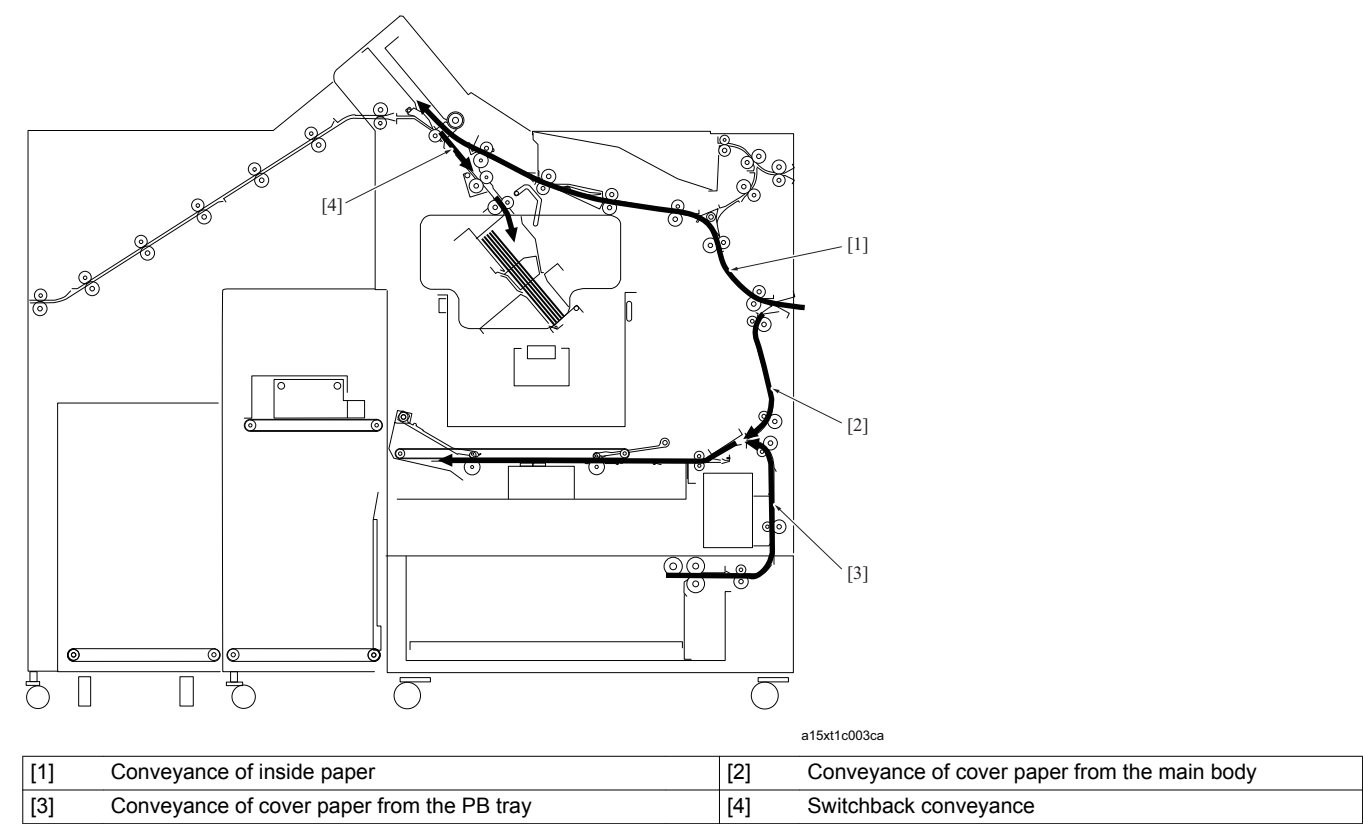 [4]
[1]
[2]
[3]
a15xt1c003ca
[1] Conveyance of inside paper [2] Conveyance of cover paper from the main body
[3] Conveyance of cover paper from the PB tray [4] Switchback conveyance